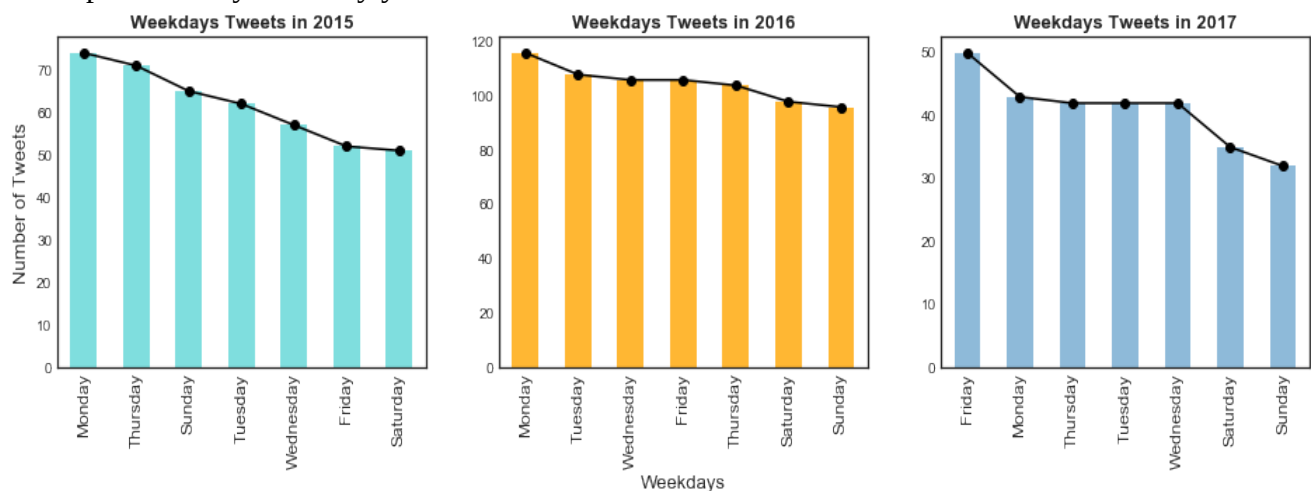 Weekdays Tweets in 2015
Number of Tweets
70
60
50
40
30
20
10
0
Monday
Thursday
Sunday
Tuesday
Wednesday
Friday
Saturday
Weekdays Tweets in 2016
120
100
80
60
40
20
0
Monday
Tuesday
Wednesday
Friday
Thursday
Saturday
Sunday
Weekdays
Weekdays Tweets in 2017
50
40
30
20
10
0
Friday
Monday
Thursday
Tuesday
Wednesday
Saturday
Sunday